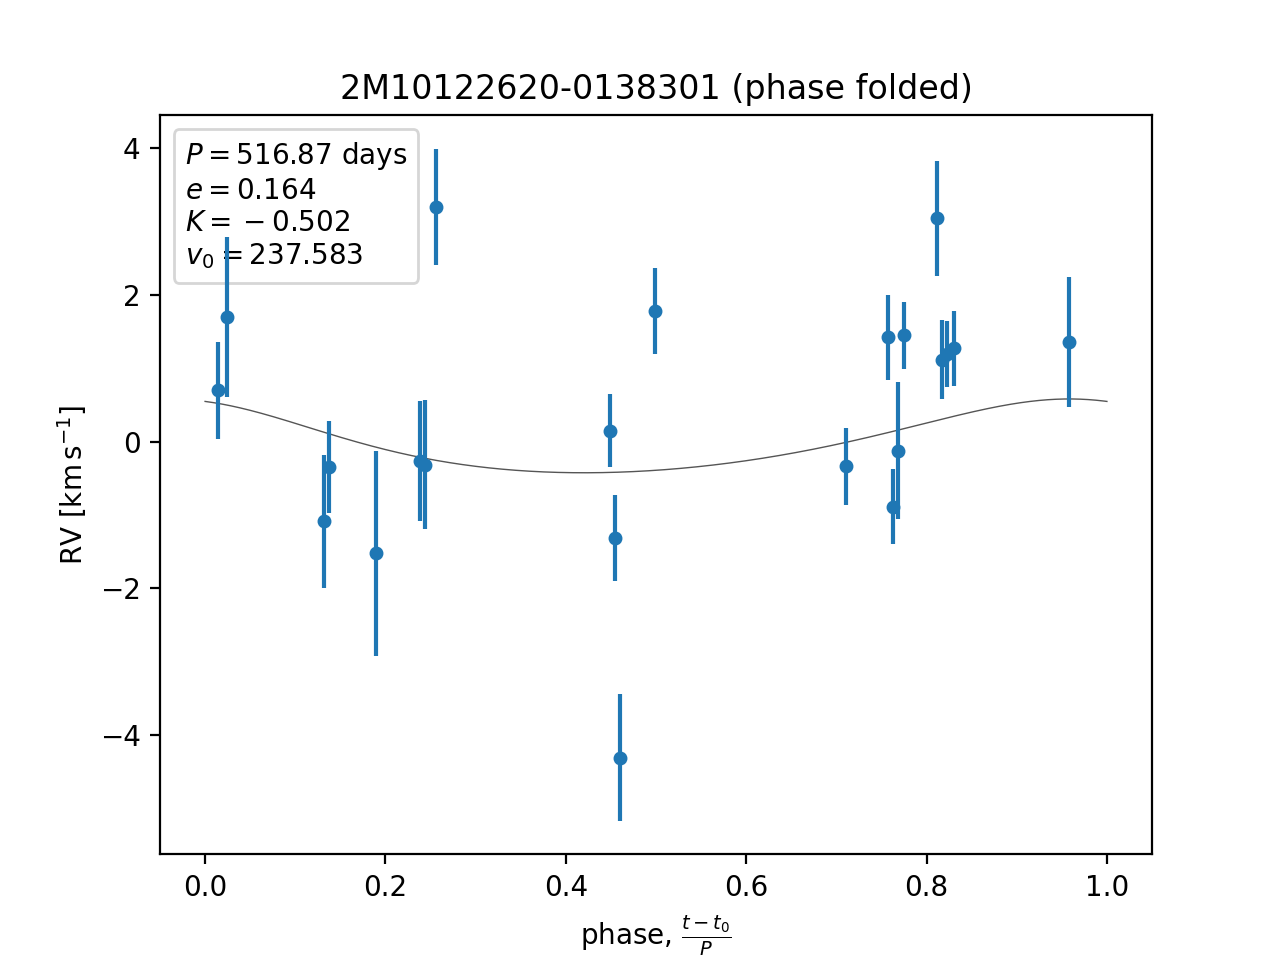 2M10122620-0138301 (phase folded)
P = 516.87 days
e = 0.164
K = −0.502
v₀ = 237.583
RV [km s⁻¹]
4
2
0
−2
−4
0.0 0.2 0.4 0.6 0.8 1.0
phase, (t − t₀)/P